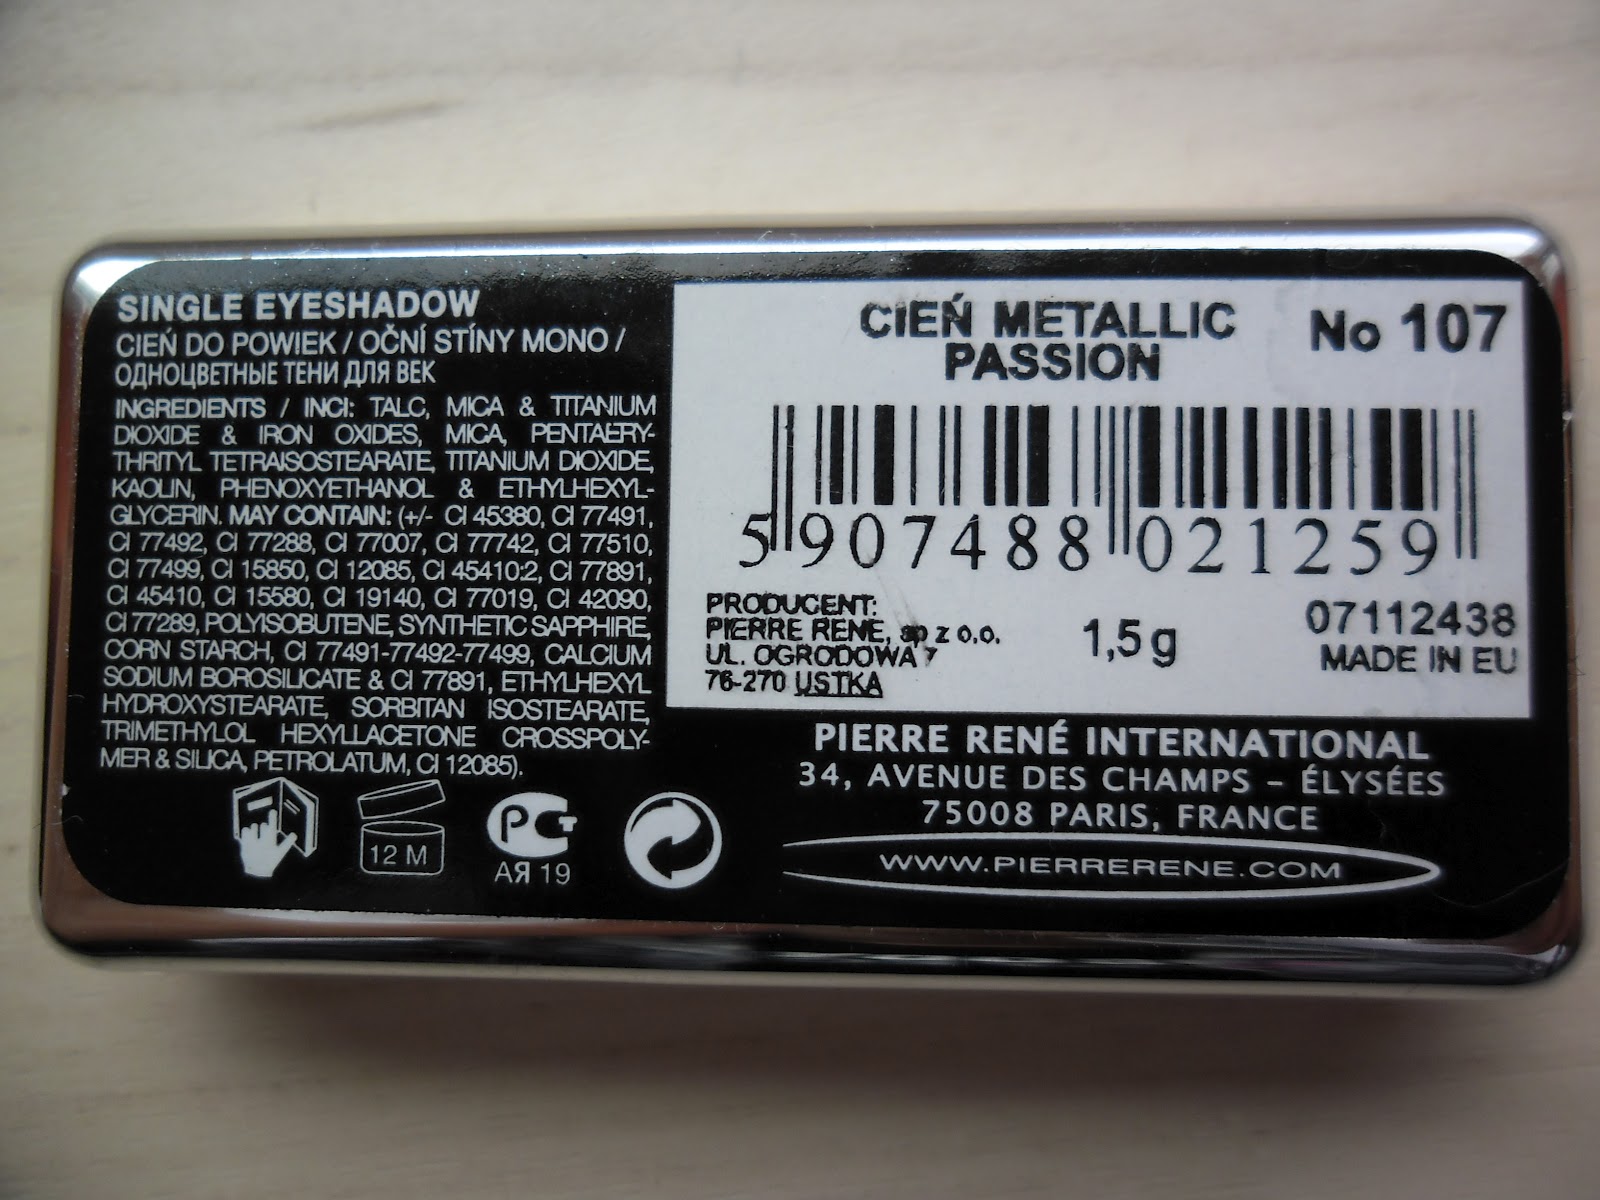 SINGLE EYESHADOW
CIEŃ DO POWIEK / OČNÍ STÍNY MONO /
ОДНОЦВЕТНЫЕ ТЕНИ ДЛЯ ВЕК
INGREDIENTS / INCI: TALC, MICA & TITANIUM
DIOXIDE & IRON OXIDES, MICA, PENTAERY-
THRITYL TETRAISOSTEARATE, TITANIUM DIOXIDE,
KAOLIN, PHENOXYETHANOL & ETHYLHEXYL-
GLYCERIN. MAY CONTAIN: (+/- CI 45380, CI 77491,
CI 77492, CI 77288, CI 77007, CI 77742, CI 77510,
CI 77499, CI 15850, CI 12085, CI 45410:2, CI 77891,
CI 45410, CI 15580, CI 19140, CI 77019, CI 42090,
CI 77289, POLYISOBUTENE, SYNTHETIC SAPPHIRE,
CORN STARCH, CI 77491-77492-77499, CALCIUM
SODIUM BOROSILICATE & CI 77891, ETHYLHEXYL
HYDROXYSTEARATE, SORBITAN ISOSTEARATE,
TRIMETHYLOL HEXYLLACETONE CROSSPOLY-
MER & SILICA, PETROLATUM, CI 12085).
12 M
РСТ
АЯ 19
CIEŃ METALLIC
PASSION
No 107
5 907488 021259
PRODUCENT:
PIERRE RENE, sp z o.o.
UL. OGRODOWA 7
76-270 USTKA
1,5 g
07112438
MADE IN EU
PIERRE RENÉ INTERNATIONAL
34, AVENUE DES CHAMPS – ÉLYSÉES
75008 PARIS, FRANCE
WWW.PIERRERENE.COM